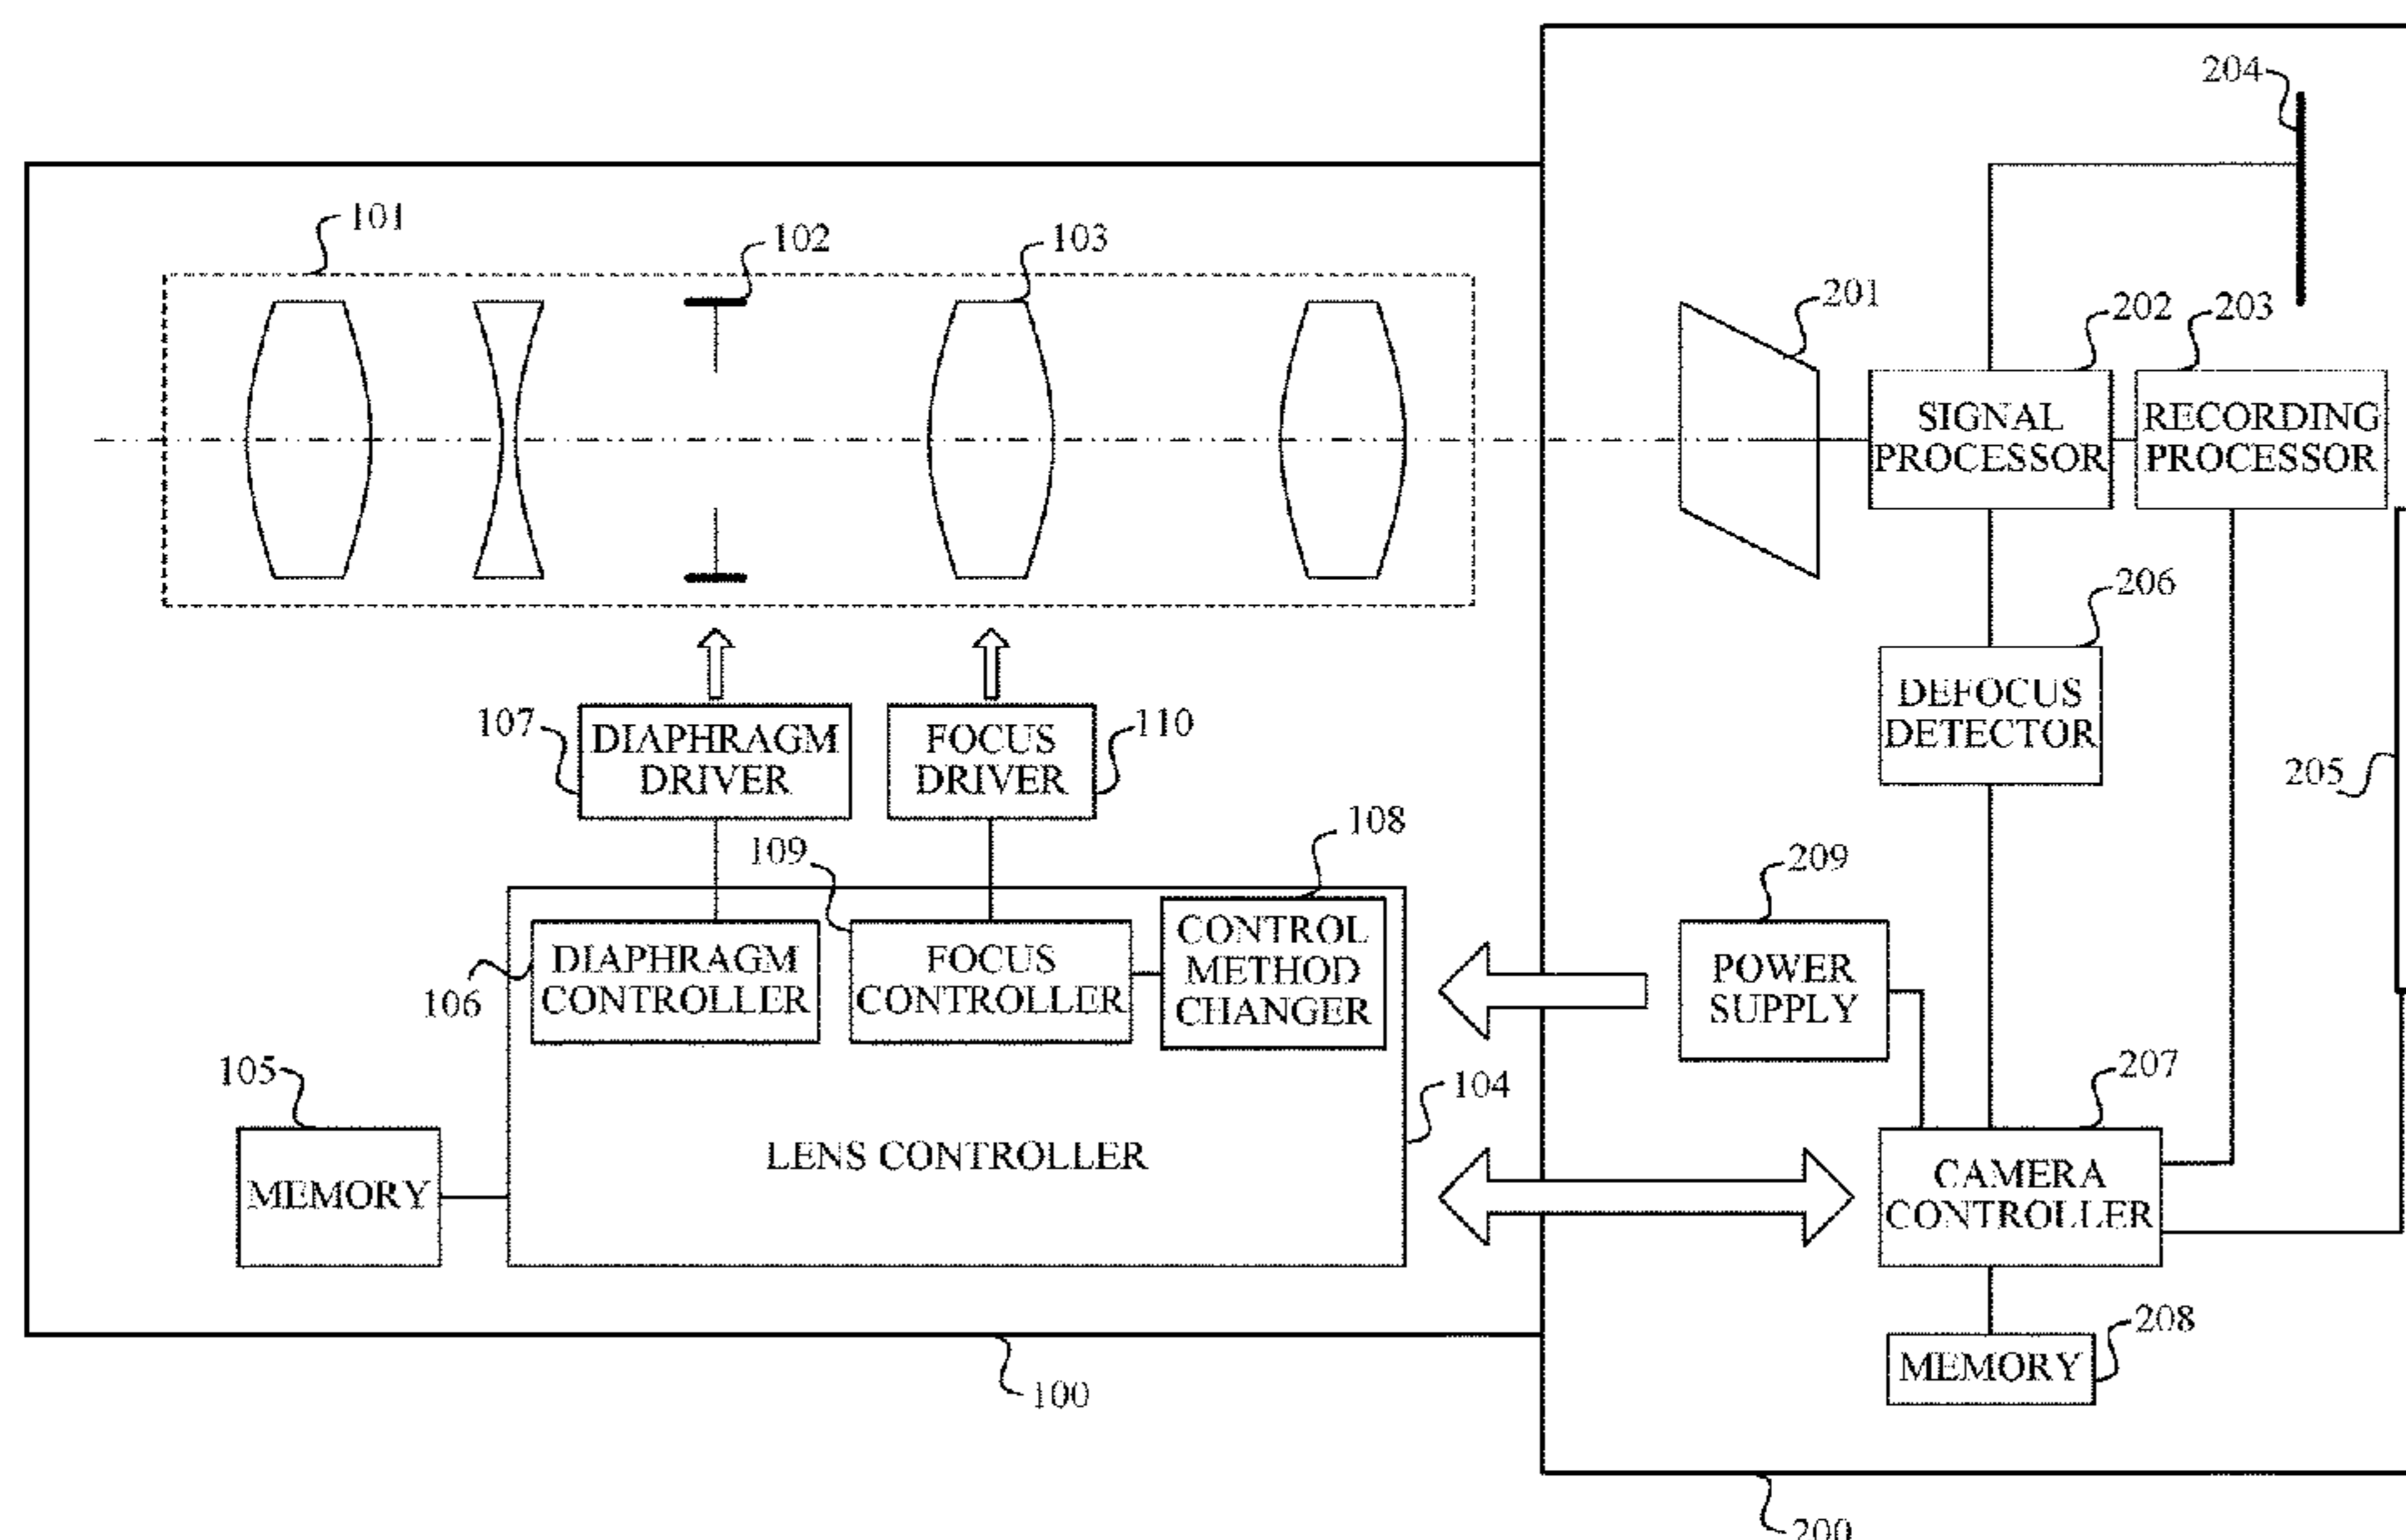 204
101
102
103
201
202
203
SIGNAL
PROCESSOR
RECORDING
PROCESSOR
206
DEFOCUS
DETECTOR
205
107
DIAPHRAGM
DRIVER
FOCUS
DRIVER
110
109
108
209
106
DIAPHRAGM
CONTROLLER
FOCUS
CONTROLLER
CONTROL
METHOD
CHANGER
POWER
SUPPLY
105
104
207
MEMORY
LENS CONTROLLER
CAMERA
CONTROLLER
208
MEMORY
100
200